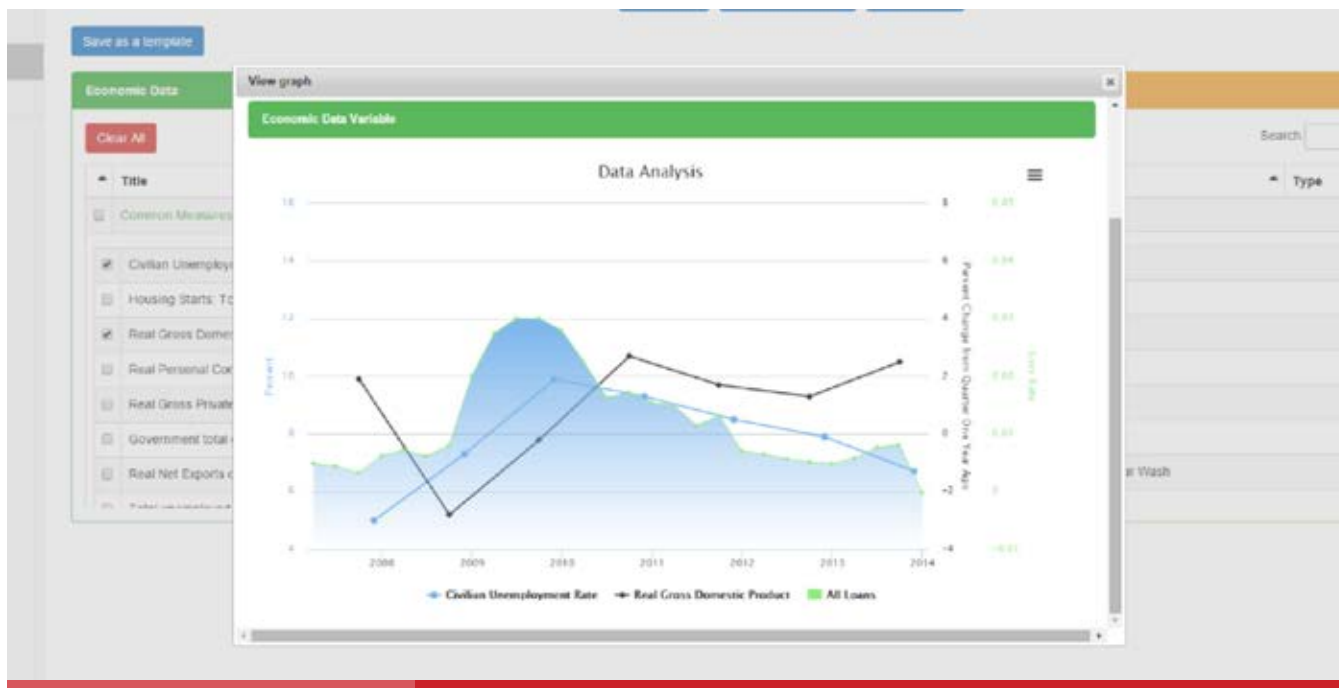 Save as a template
Economic Data
Clear All
Search
Title
Type
Common Measures
Civilian Unemploy
Housing Starts: To
Real Gross Domes
Real Personal Con
Real Gross Private
Government total
Real Net Exports
ar Wash
View graph
Economic Data Variable
Data Analysis
16
14
12
10
8
6
4
Percent
8
6
4
2
0
-2
-4
Percent Change from Quarter One Year Ago
0
Loss Rate
2008
2009
2010
2011
2012
2013
2014
Civilian Unemployment Rate
Real Gross Domestic Product
All Loans